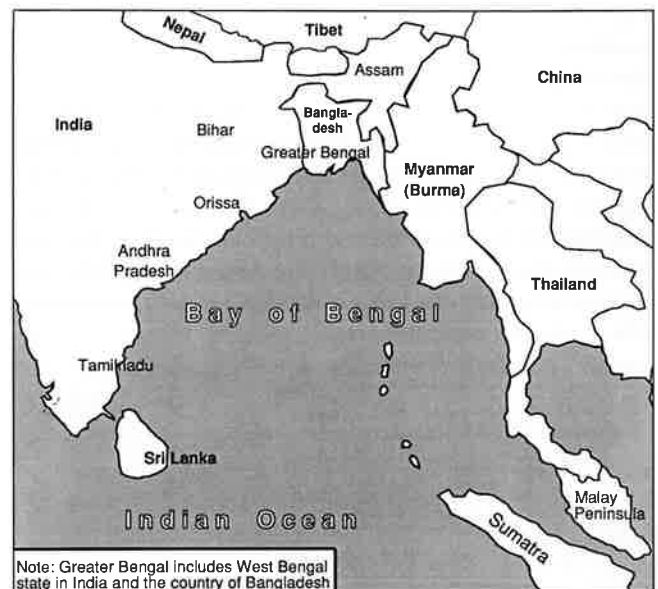 Tibet
Nepal
Assam
China
India
Bihar
Bangla-
desh
Greater Bengal
Myanmar
(Burma)
Orissa
Andhra
Pradesh
Thailand
Bay of Bengal
Tamilnadu
Sri Lanka
Malay
Peninsula
Sumatra
Indian Ocean
Note: Greater Bengal includes West Bengal
state in India and the country of Bangladesh